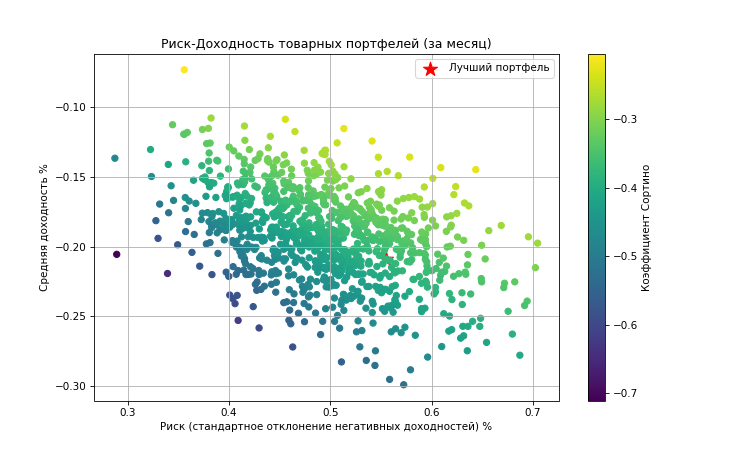 Риск-Доходность товарных портфелей (за месяц)
Лучший портфель
Средняя доходность %
−0.10
−0.15
−0.20
−0.25
−0.30
0.3 0.4 0.5 0.6 0.7
Риск (стандартное отклонение негативных доходностей) %
−0.3
−0.4
−0.5
−0.6
−0.7
Коэффициент Сортино